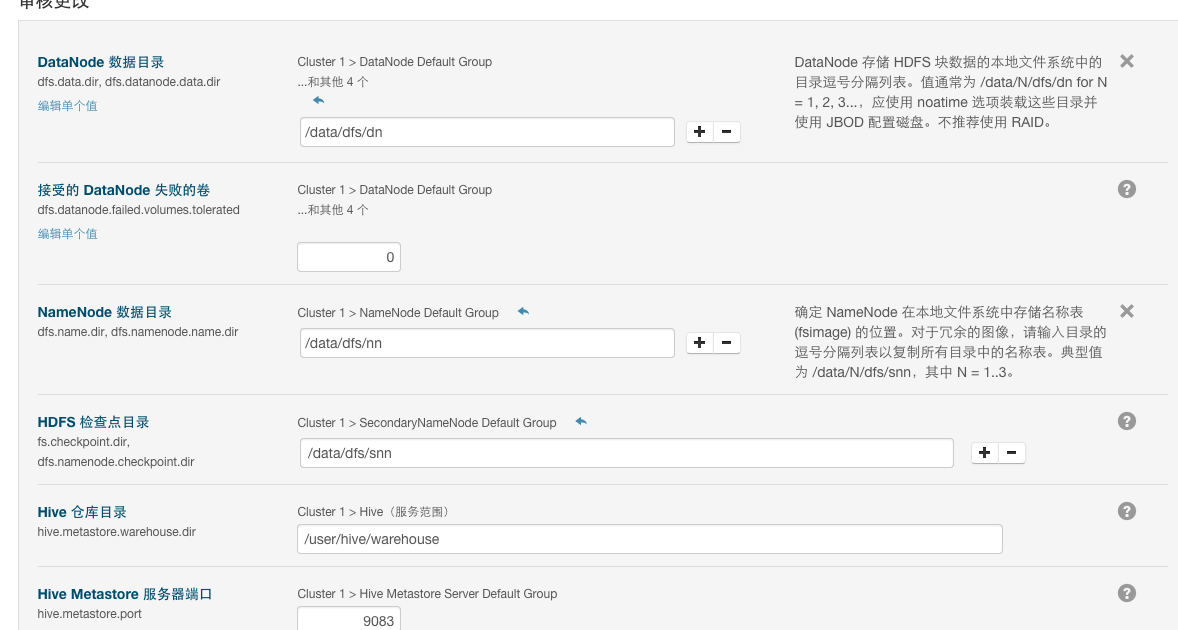 审核更改
DataNode 数据目录
dfs.data.dir, dfs.datanode.data.dir
编辑单个值
Cluster 1 > DataNode Default Group
...和其他 4 个
/data/dfs/dn
DataNode 存储 HDFS 块数据的本地文件系统中的
目录逗号分隔列表。值通常为 /data/N/dfs/dn for N
= 1, 2, 3...，应使用 noatime 选项装载这些目录并
使用 JBOD 配置磁盘。不推荐使用 RAID。
接受的 DataNode 失败的卷
dfs.datanode.failed.volumes.tolerated
编辑单个值
Cluster 1 > DataNode Default Group
...和其他 4 个
0
NameNode 数据目录
dfs.name.dir, dfs.namenode.name.dir
Cluster 1 > NameNode Default Group
/data/dfs/nn
确定 NameNode 在本地文件系统中存储名称表
(fsimage) 的位置。对于冗余的图像，请输入目录的
逗号分隔列表以复制所有目录中的名称表。典型值
为 /data/N/dfs/snn，其中 N = 1..3。
HDFS 检查点目录
fs.checkpoint.dir,
dfs.namenode.checkpoint.dir
Cluster 1 > SecondaryNameNode Default Group
/data/dfs/snn
Hive 仓库目录
hive.metastore.warehouse.dir
Cluster 1 > Hive（服务范围）
/user/hive/warehouse
Hive Metastore 服务器端口
hive.metastore.port
Cluster 1 > Hive Metastore Server Default Group
9083